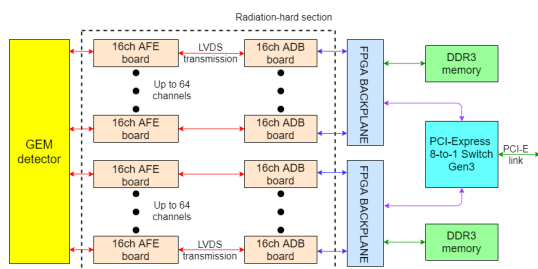 Radiation-hard section
16ch AFE
board
LVDS
transmission
16ch ADB
board
FPGA BACKPLANE
DDR3
memory
Up to 64
channels
16ch AFE
board
16ch ADB
board
GEM
detector
PCI-Express
8-to-1 Switch
Gen3
PCI-E
link
16ch AFE
board
16ch ADB
board
FPGA BACKPLANE
Up to 64
channels
16ch AFE
board
LVDS
transmission
16ch ADB
board
DDR3
memory